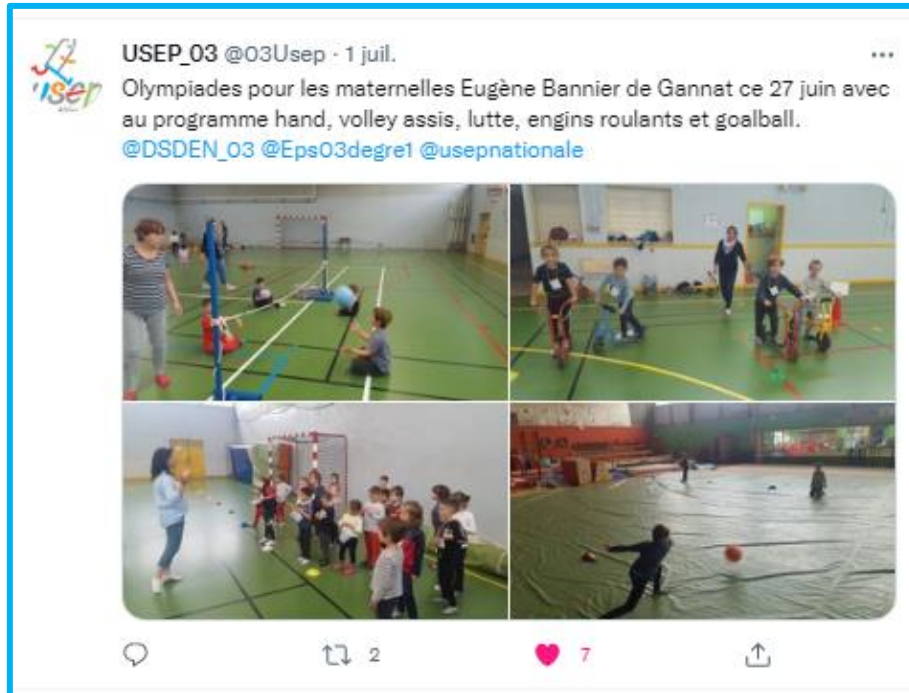 usep
USEP_03 @03Usep · 1 juil.
Olympiades pour les maternelles Eugène Bannier de Gannat ce 27 juin avec
au programme hand, volley assis, lutte, engins roulants et goalball.
@DSDEN_03 @Eps03degre1 @usepnationale
2
7